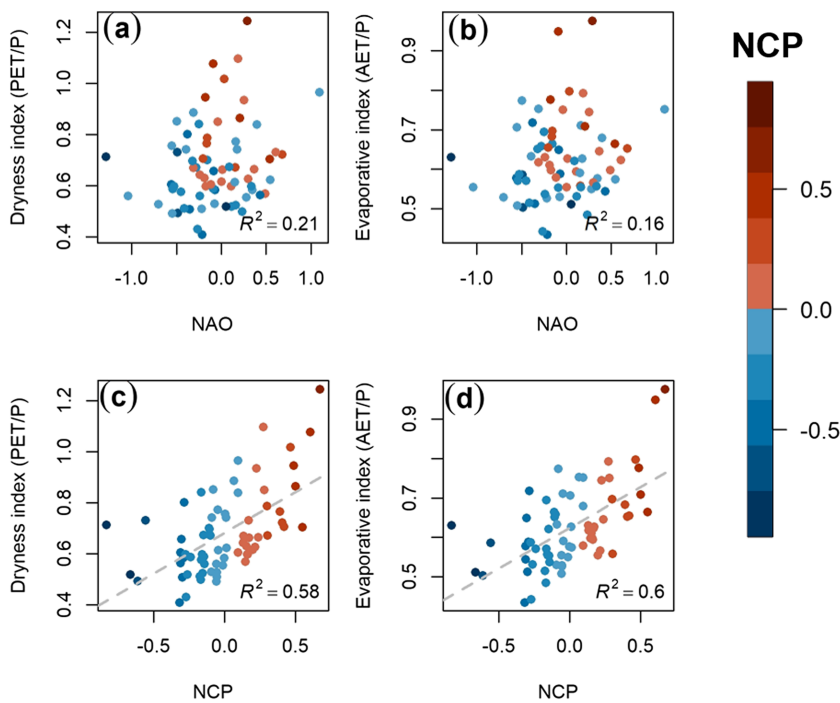 (a)
Dryness index (PET/P)
1.2
1.0
0.8
0.6
0.4
R² = 0.21
-1.0
0.0
0.5
1.0
NAO
(b)
Evaporative index (AET/P)
0.9
0.7
0.5
R² = 0.16
-1.0
0.0
0.5
1.0
NAO
NCP
0.5
0.0
-0.5
(c)
Dryness index (PET/P)
1.2
1.0
0.8
0.6
0.4
R² = 0.58
-0.5
0.0
0.5
NCP
(d)
Evaporative index (AET/P)
0.9
0.7
0.5
R² = 0.6
-0.5
0.0
0.5
NCP